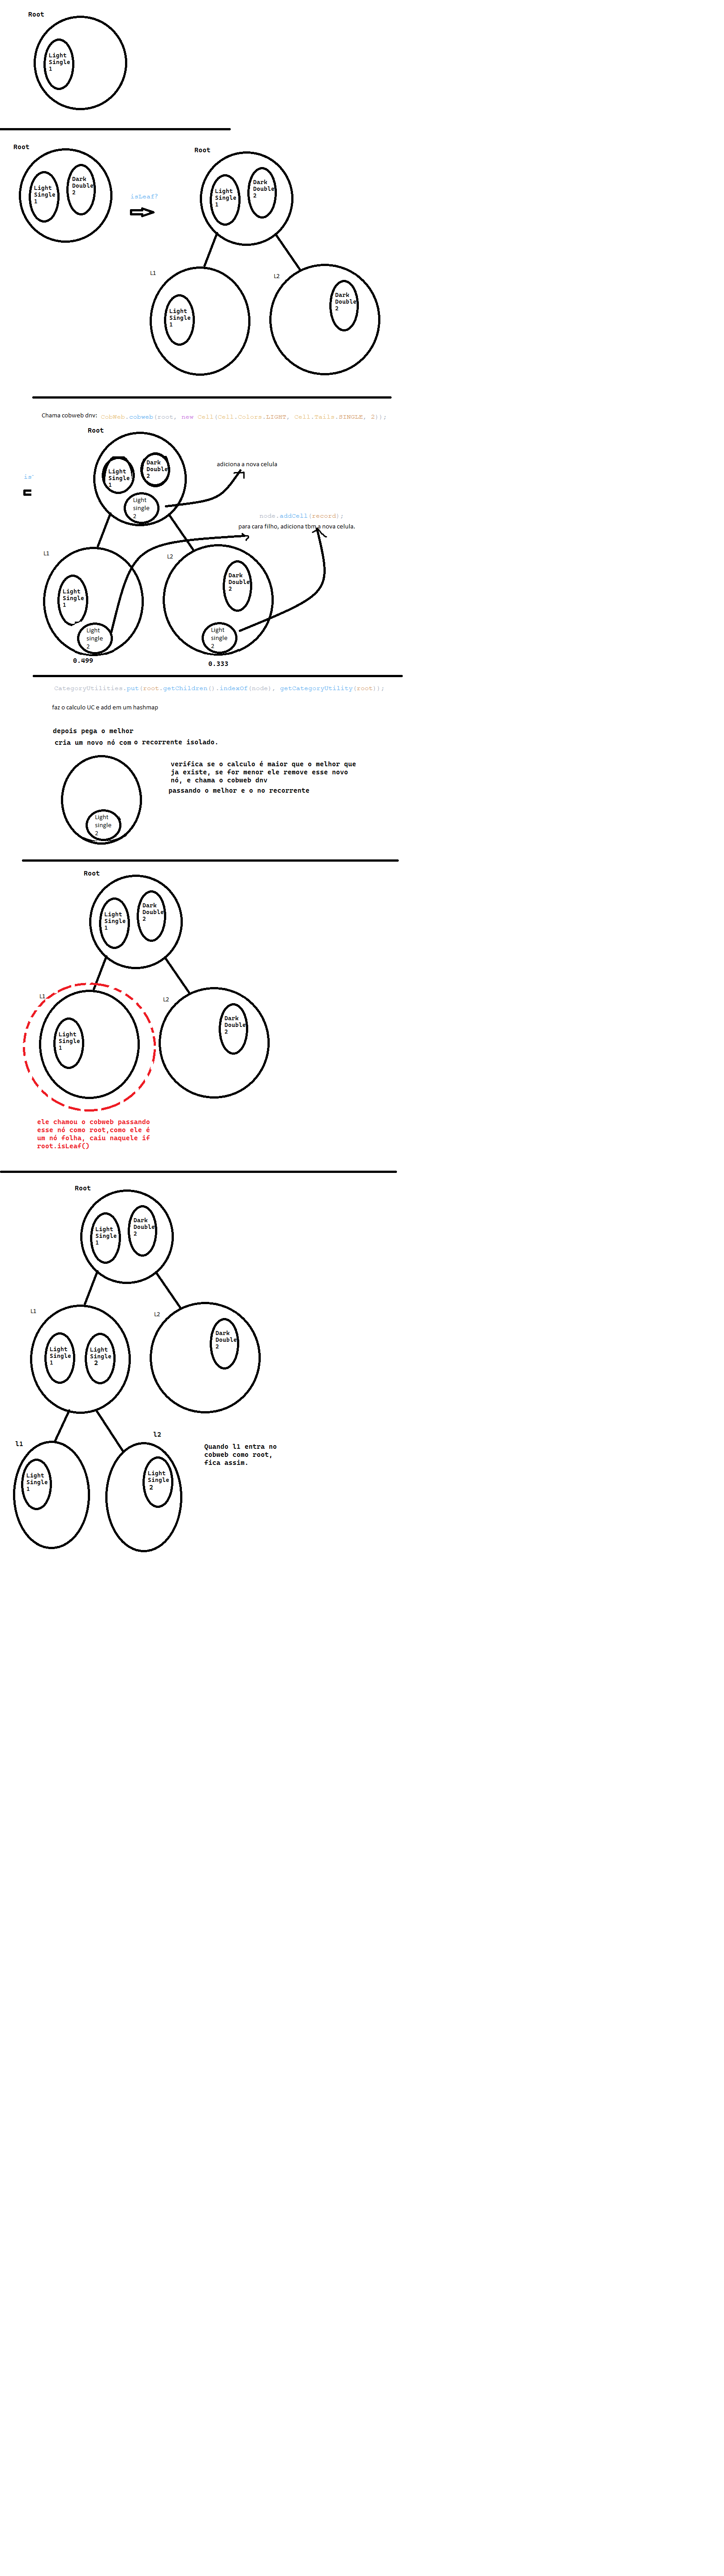 Root
Light
Single
1
Root
Light
Single
1
Dark
Double
2
isLeaf?
Root
Light
Single
1
Dark
Double
2
L1
Light
Single
1
L2
Dark
Double
2
Chama cobweb dnv: CobWeb.cobweb(root, new Cell(Cell.Colors.LIGHT, Cell.Tails.SINGLE, 2));
Root
Light
Single
1
Dark
Double
2
Light
single
2
adiciona a nova celula
is'
node.addCell(record);
para cara filho, adiciona tbm a nova celula.
L1
Light
Single
1
Light
single
2
0.499
L2
Dark
Double
2
Light
single
2
0.333
CategoryUtilities.put(root.getChildren().indexOf(node), getCategoryUtility(root));
faz o calculo UC e add em um hashmap
depois pega o melhor
cria um novo nó com o recorrente isolado.
Light
single
2
verifica se o calculo é maior que o melhor que
ja existe, se for menor ele remove esse novo
nó, e chama o cobweb dnv
passando o melhor e o no recorrente
Root
Light
Single
1
Dark
Double
2
L1
Light
Single
1
L2
Dark
Double
2
ele chamou o cobweb passando
esse nó como root,como ele é
um nó folha, caiu naquele if
root.isLeaf()
Root
Light
Single
1
Dark
Double
2
L1
Light
Single
1
Light
Single
2
L2
Dark
Double
2
l1
Light
Single
1
l2
Light
Single
2
Quando l1 entra no
cobweb como root,
fica assim.